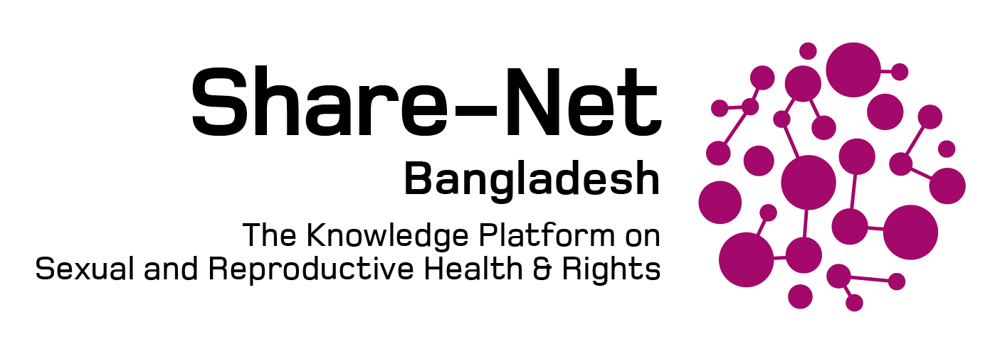 Share-Net
Bangladesh
The Knowledge Platform on
Sexual and Reproductive Health & Rights